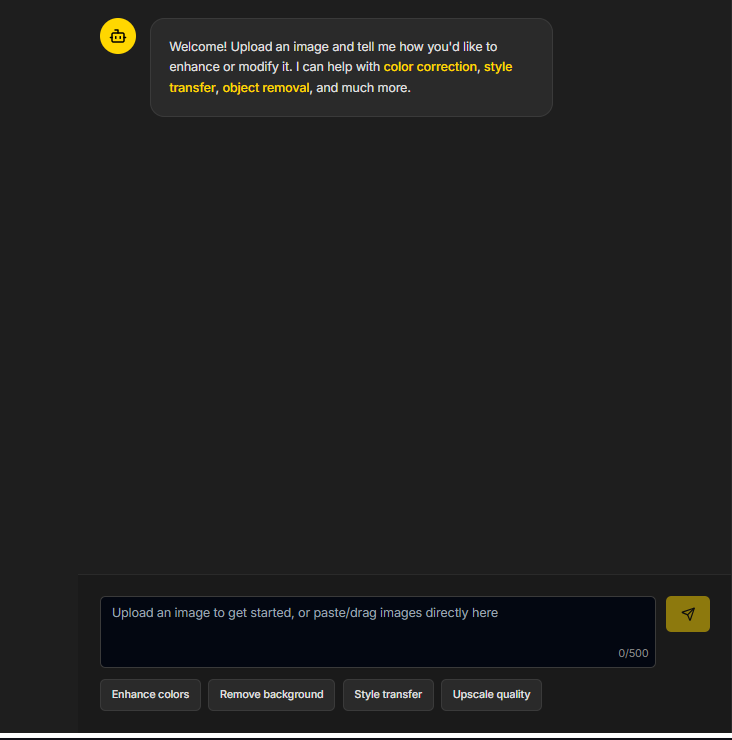 Welcome! Upload an image and tell me how you'd like to
enhance or modify it. I can help with color correction, style
transfer, object removal, and much more.
Upload an image to get started, or paste/drag images directly here
0/500
Enhance colors
Remove background
Style transfer
Upscale quality